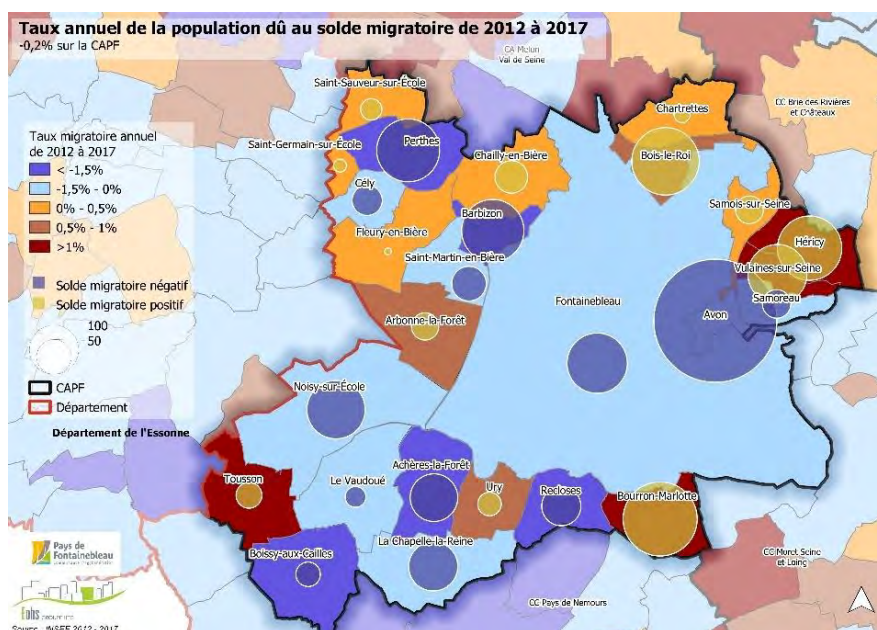 Taux annuel de la population dû au solde migratoire de 2012 à 2017
-0,2% sur la CAPF
CA Melun
Val de Seine
CC Brie des Rivières
et Châteaux
Saint-Sauveur-sur-École
Chartrettes
Taux migratoire annuel
de 2012 à 2017
< -1,5%
-1,5% - 0%
0% - 0,5%
0,5% - 1%
>1%
Solde migratoire négatif
Solde migratoire positif
100
50
CAPF
Département
Saint-Germain-sur-École
Perthes
Chailly-en-Bière
Bois-le-Roi
Cély
Barbizon
Samois-sur-Seine
Fleury-en-Bière
Héricy
Saint-Martin-en-Bière
Vulaines-sur-Seine
Fontainebleau
Samoreau
Avon
Arbonne-la-Forêt
Noisy-sur-École
Département de l'Essonne
Tousson
Le Vaudoué
Achères-la-Forêt
Ury
Recloses
Bourron-Marlotte
La Chapelle-la-Reine
Boissy-aux-Cailles
CC Moret Seine
et Loing
CC Pays de Nemours
Pays de
Fontainebleau
Source : INSEE 2012 - 2017